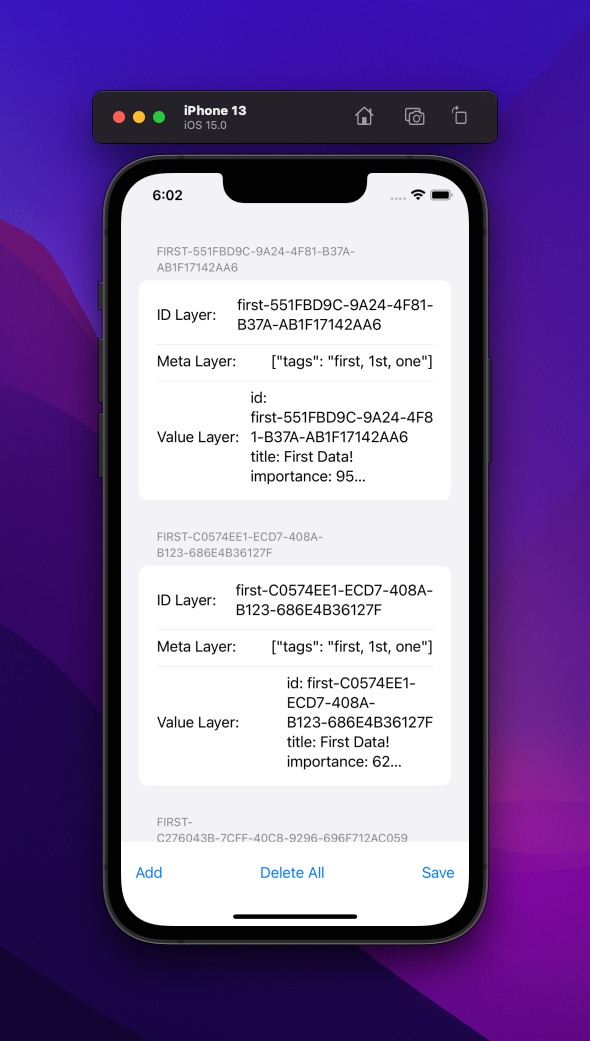 iPhone 13
iOS 15.0
6:02
FIRST-551FBD9C-9A24-4F81-B37A-
AB1F17142AA6
ID Layer:
first-551FBD9C-9A24-4F81-
B37A-AB1F17142AA6
Meta Layer:
["tags": "first, 1st, one"]
Value Layer:
id:
first-551FBD9C-9A24-4F8
1-B37A-AB1F17142AA6
title: First Data!
importance: 95...
FIRST-C0574EE1-ECD7-408A-
B123-686E4B36127F
ID Layer:
first-C0574EE1-ECD7-408A-
B123-686E4B36127F
Meta Layer:
["tags": "first, 1st, one"]
Value Layer:
id: first-C0574EE1-
ECD7-408A-
B123-686E4B36127F
title: First Data!
importance: 62...
FIRST-
C276043B-7CFF-40C8-9296-696F712AC059
Add
Delete All
Save